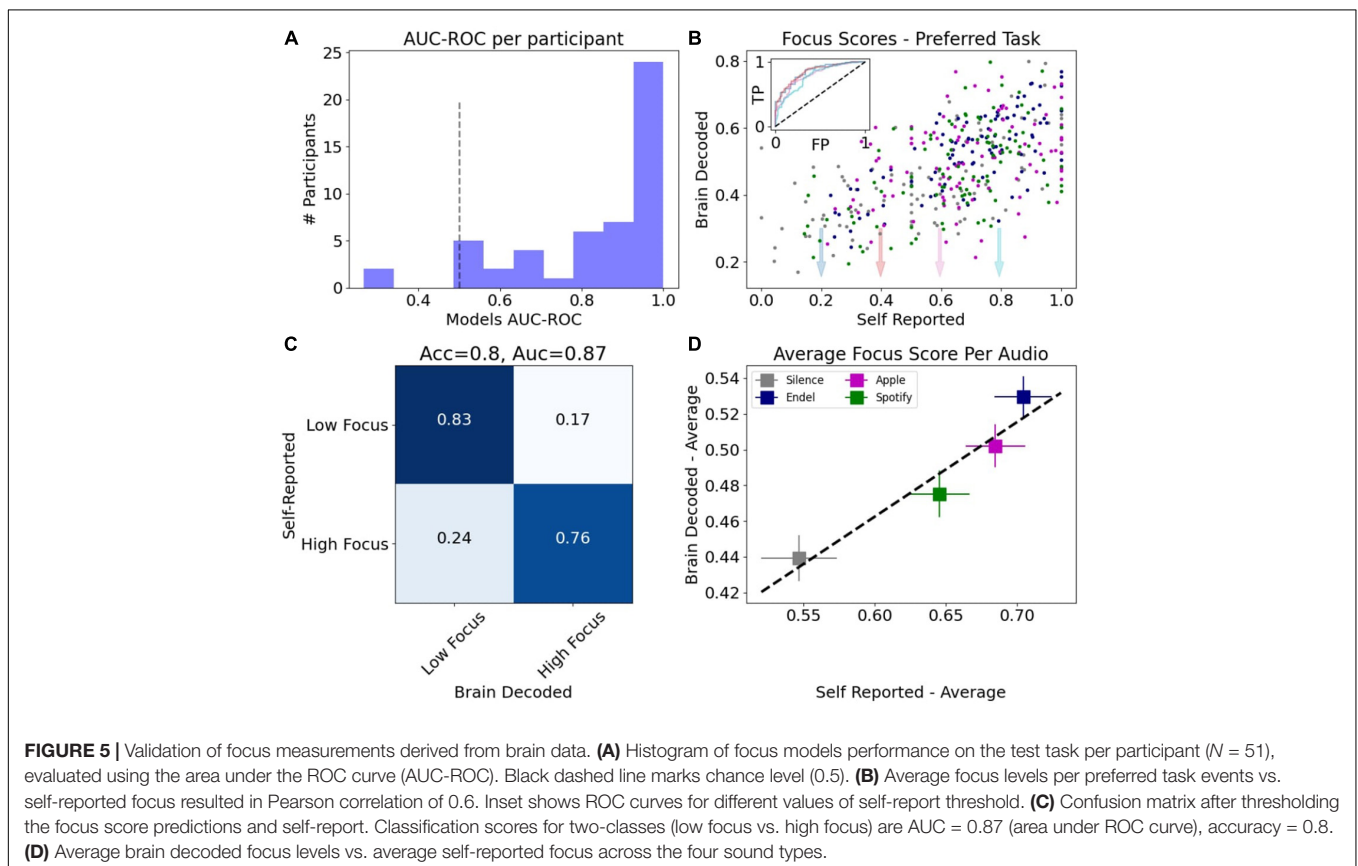 A
AUC-ROC per participant
25
20
15
10
5
0
# Participants
0.4
0.6
0.8
1.0
Models AUC-ROC
B
Focus Scores - Preferred Task
0.8
0.6
0.4
0.2
Brain Decoded
1
TP
0
0
FP
1
0.0
0.2
0.4
0.6
0.8
1.0
Self Reported
C
Acc=0.8, Auc=0.87
Low Focus
0.83
0.17
Self-Reported
High Focus
0.24
0.76
Low Focus
High Focus
Brain Decoded
D
Average Focus Score Per Audio
Silence
Apple
Endel
Spotify
0.54
0.52
0.50
0.48
0.46
0.44
0.42
Brain Decoded - Average
0.55
0.60
0.65
0.70
Self Reported - Average
FIGURE 5 | Validation of focus measurements derived from brain data. (A) Histogram of focus models performance on the test task per participant (N = 51),
evaluated using the area under the ROC curve (AUC-ROC). Black dashed line marks chance level (0.5). (B) Average focus levels per preferred task events vs.
self-reported focus resulted in Pearson correlation of 0.6. Inset shows ROC curves for different values of self-report threshold. (C) Confusion matrix after thresholding
the focus score predictions and self-report. Classification scores for two-classes (low focus vs. high focus) are AUC = 0.87 (area under ROC curve), accuracy = 0.8.
(D) Average brain decoded focus levels vs. average self-reported focus across the four sound types.